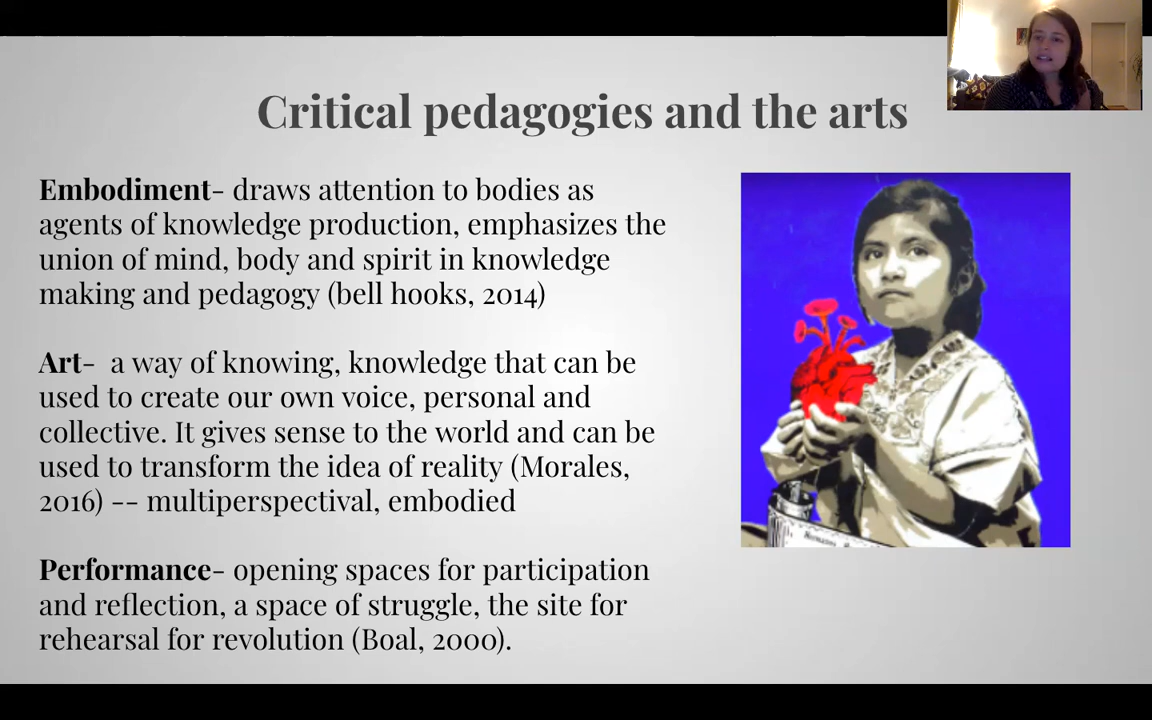 Critical pedagogies and the arts
Embodiment- draws attention to bodies as
agents of knowledge production, emphasizes the
union of mind, body and spirit in knowledge
making and pedagogy (bell hooks, 2014)
Art-  a way of knowing, knowledge that can be
used to create our own voice, personal and
collective. It gives sense to the world and can be
used to transform the idea of reality (Morales,
2016) -- multiperspectival, embodied
Performance- opening spaces for participation
and reflection, a space of struggle, the site for
rehearsal for revolution (Boal, 2000).